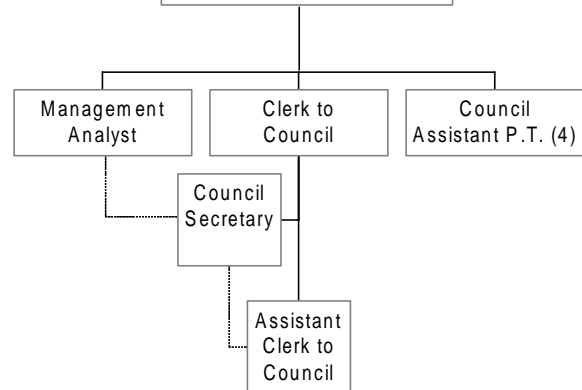 Management
Analyst
Clerk to
Council
Council
Assistant P.T. (4)
Council
Secretary
Assistant
Clerk to
Council